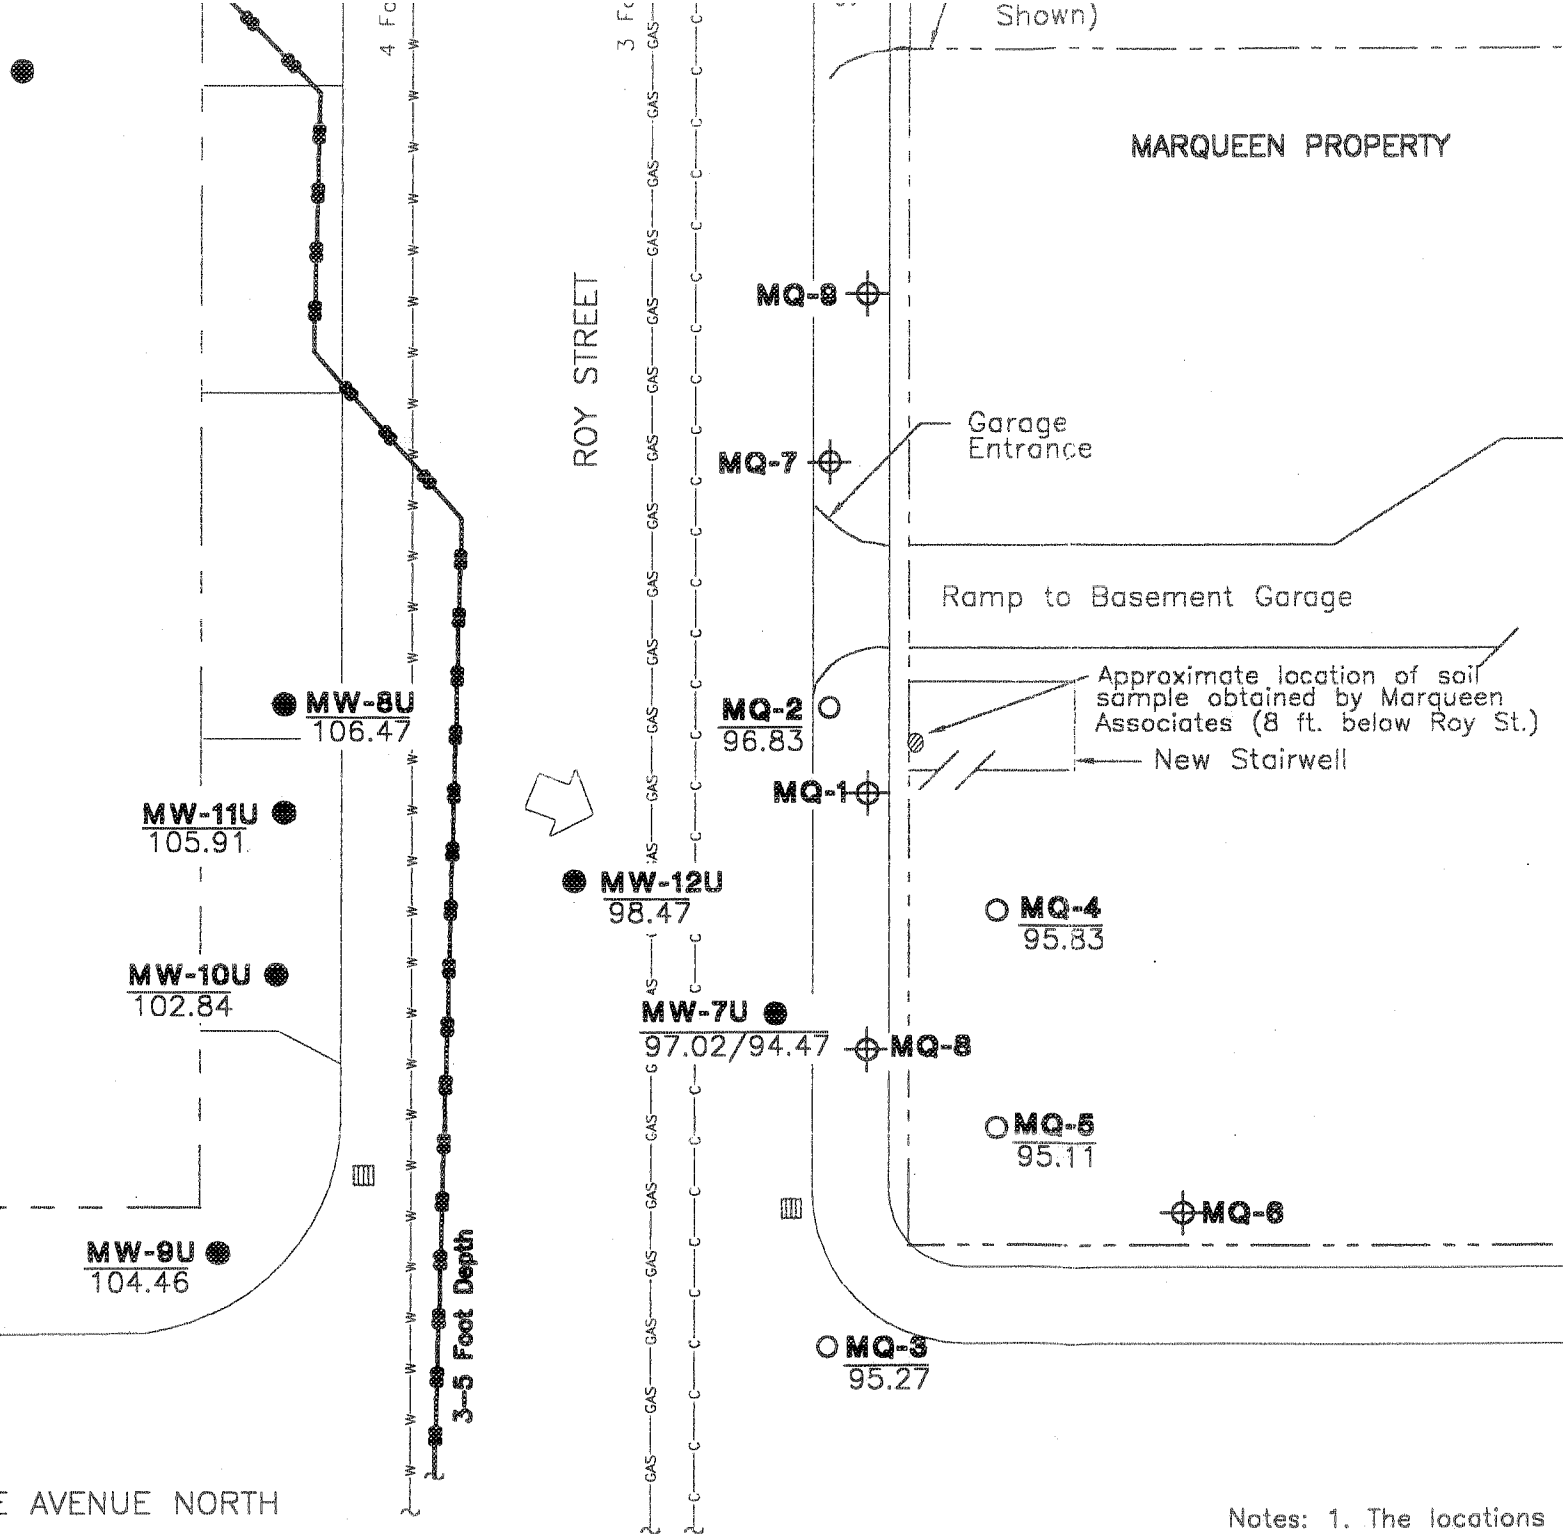 Shown)
4 Fo
3 Fo
MARQUEEN PROPERTY
MQ-9
ROY STREET
Garage
Entrance
MQ-7
Ramp to Basement Garage
Approximate location of soil
sample obtained by Marqueen
Associates (8 ft. below Roy St.)
New Stairwell
MW-8U
106.47
MQ-2
96.83
MQ-1
MW-11U
105.91
MW-12U
98.47
MQ-4
95.83
MW-10U
102.84
MW-7U
97.02/94.47
MQ-8
MQ-5
95.11
MQ-6
MW-9U
104.46
3-5 Foot Depth
MQ-3
95.27
E AVENUE NORTH
Notes: 1. The locations